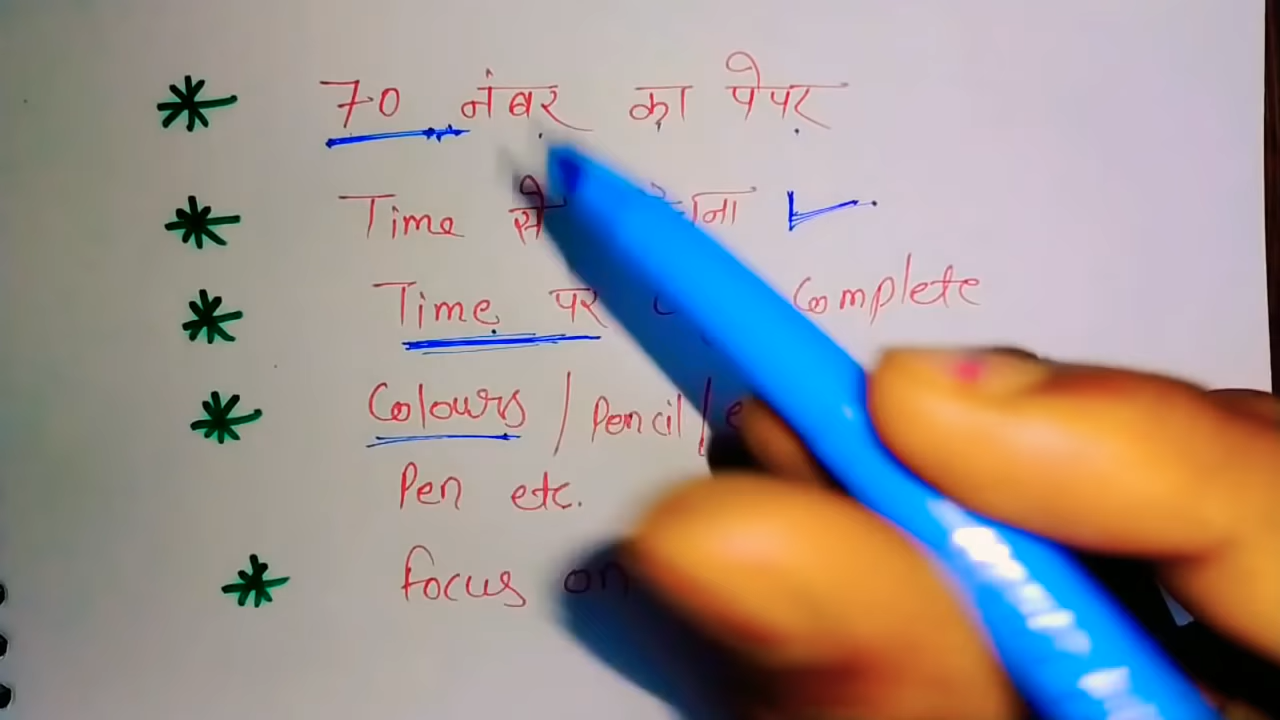 70 नंबर का पेपर
Time से
Time पर Complete
Colours / Pencil /
Pen etc.
focus on